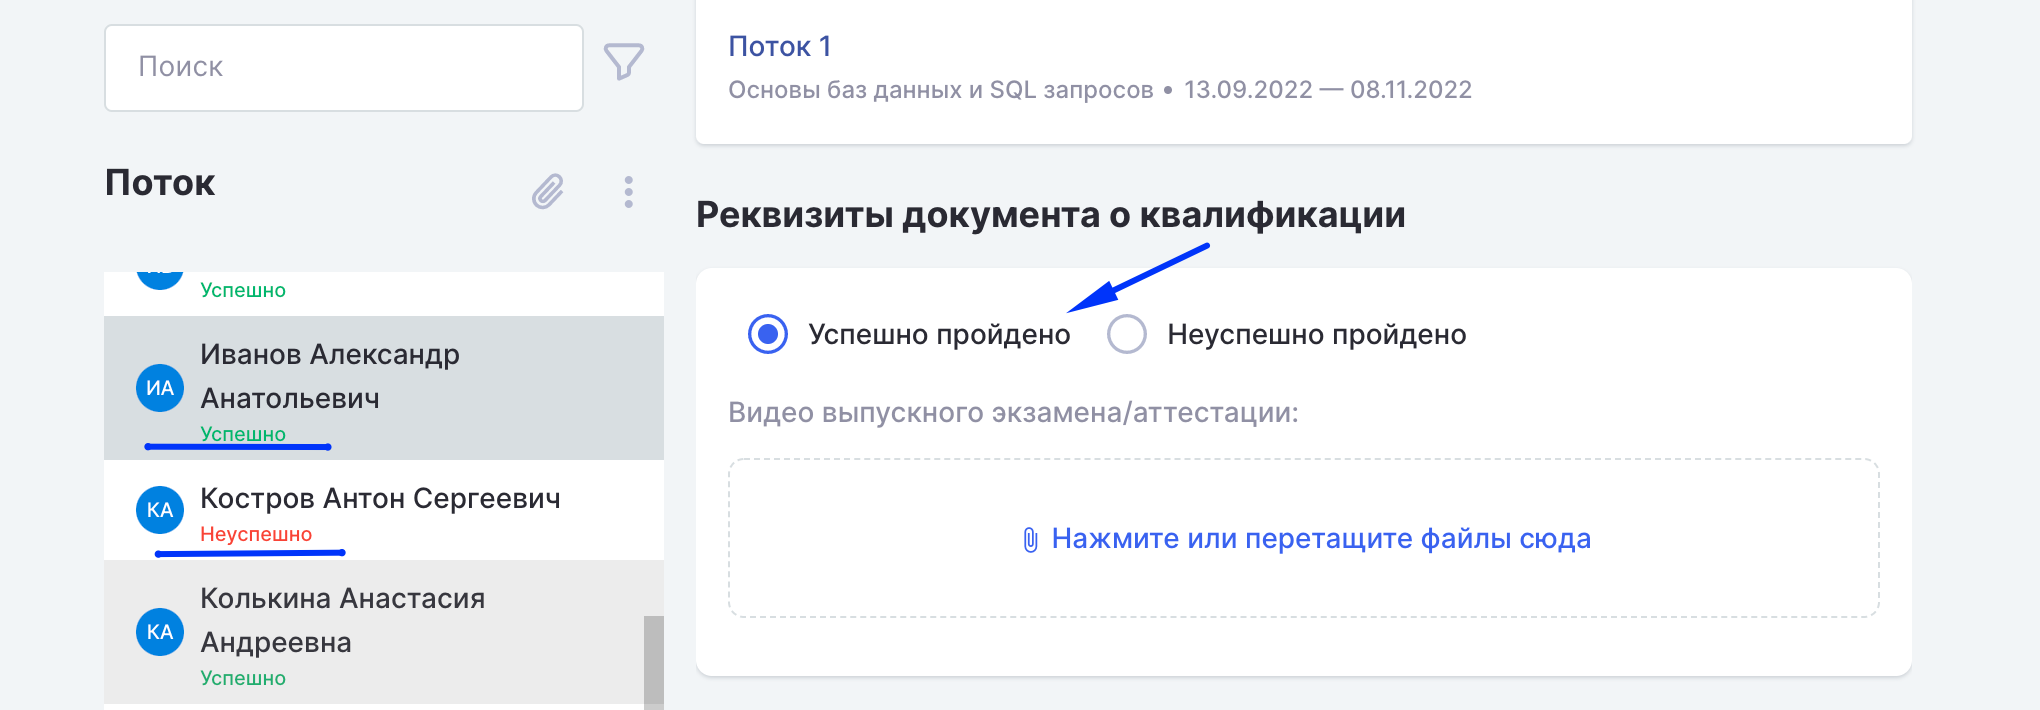 Поиск
Поток
Успешно
ИА
Иванов Александр
Анатольевич
Успешно
КА
Костров Антон Сергеевич
Неуспешно
КА
Колькина Анастасия
Андреевна
Успешно
Поток 1
Основы баз данных и SQL запросов • 13.09.2022 — 08.11.2022
Реквизиты документа о квалификации
Успешно пройдено
Неуспешно пройдено
Видео выпускного экзамена/аттестации:
Нажмите или перетащите файлы сюда